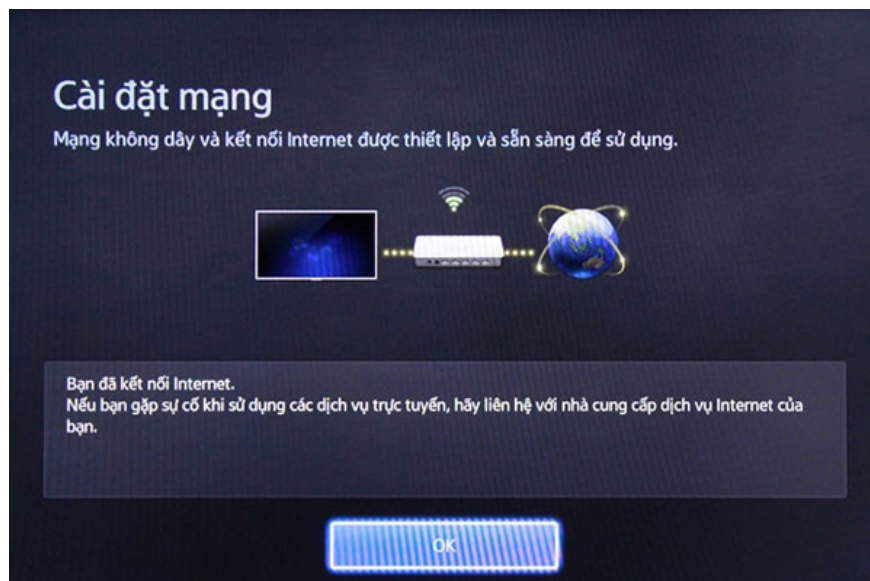 Cài đặt mạng
Mạng không dây và kết nối Internet được thiết lập và sẵn sàng để sử dụng.
Bạn đã kết nối Internet.
Nếu bạn gặp sự cố khi sử dụng các dịch vụ trực tuyến, hãy liên hệ với nhà cung cấp dịch vụ Internet của
bạn.
OK